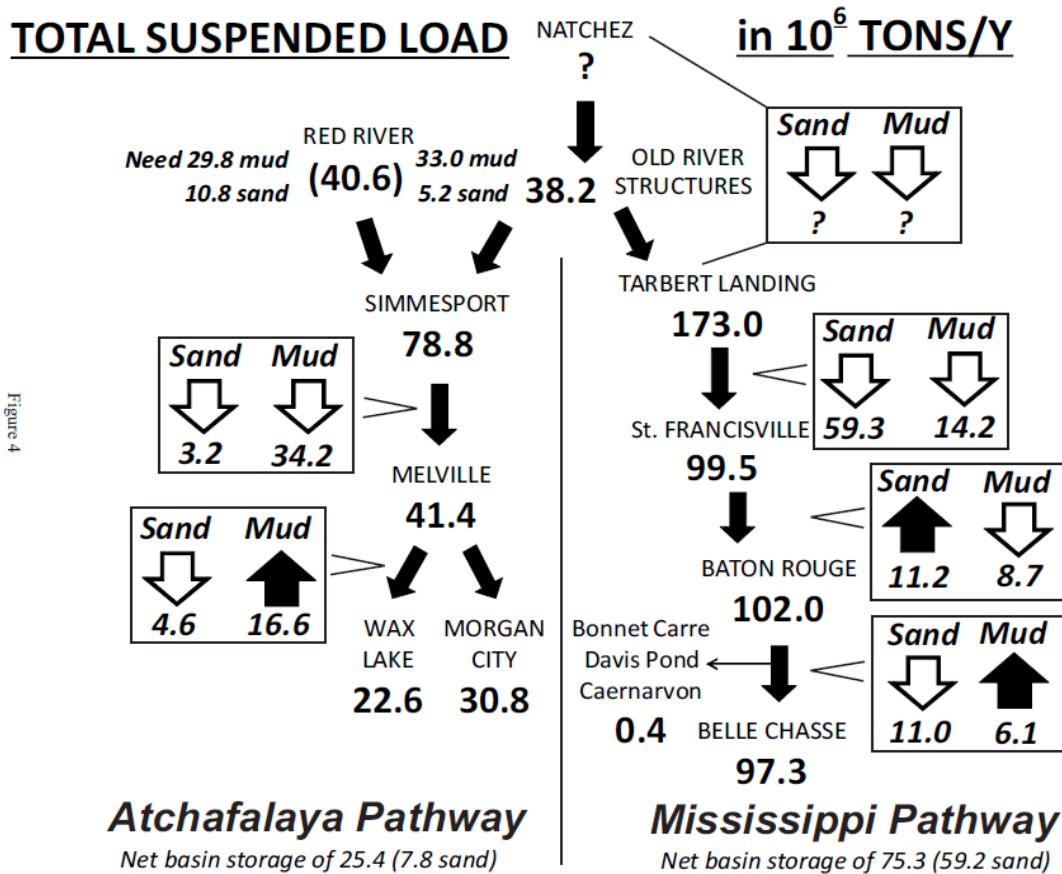 TOTAL SUSPENDED LOAD
in 10⁶ TONS/Y
NATCHEZ
?
Sand Mud
? ?
RED RIVER
(40.6)
Need 29.8 mud
10.8 sand
33.0 mud
5.2 sand
38.2
OLD RIVER
STRUCTURES
SIMMESPORT
78.8
Sand Mud
3.2 34.2
MELVILLE
41.4
Sand Mud
4.6 16.6
WAX
LAKE
22.6
MORGAN
CITY
30.8
TARBERT LANDING
173.0
Sand Mud
59.3 14.2
St. FRANCISVILLE
99.5
Sand Mud
11.2 8.7
BATON ROUGE
102.0
Bonnet Carre
Davis Pond
Caernarvon
0.4
Sand Mud
11.0 6.1
BELLE CHASSE
97.3
Atchafalaya Pathway
Net basin storage of 25.4 (7.8 sand)
Mississippi Pathway
Net basin storage of 75.3 (59.2 sand)
Figure 4